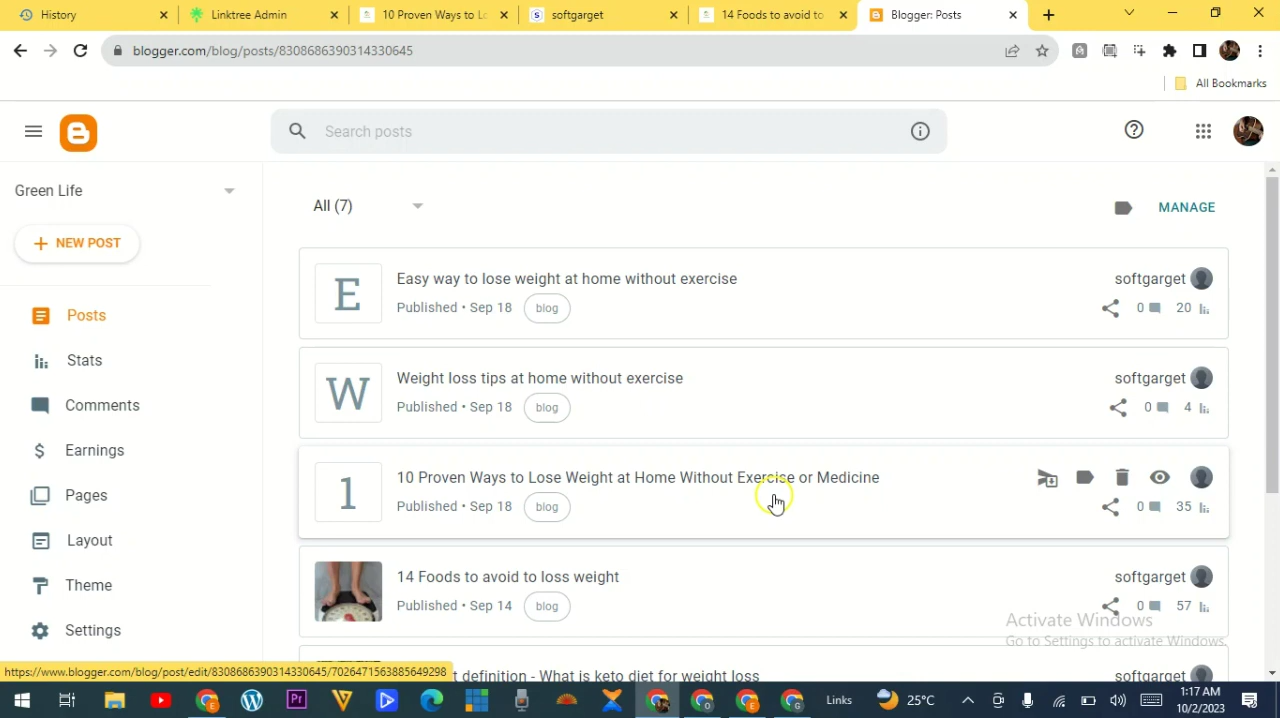 History
Linktree Admin
10 Proven Ways to Lo
softgarget
14 Foods to avoid to
Blogger: Posts
blogger.com/blog/posts/8308686390314330645
All Bookmarks
Search posts
Green Life
All (7)
MANAGE
NEW POST
Easy way to lose weight at home without exercise
softgarget
Published • Sep 18
blog
0
20
Posts
Stats
Weight loss tips at home without exercise
softgarget
Published • Sep 18
blog
0
4
Comments
Earnings
10 Proven Ways to Lose Weight at Home Without Exercise or Medicine
Published • Sep 18
blog
0
35
Pages
Layout
14 Foods to avoid to loss weight
softgarget
Published • Sep 14
blog
0
57
Theme
Settings
Activate Windows
Go to Settings to activate Windows.
https://www.blogger.com/blog/post/edit/8308686390314330645/7026471563885649298
t definition - What is keto diet for weight loss
softgarget
Links
25°C
1:17 AM
10/2/2023